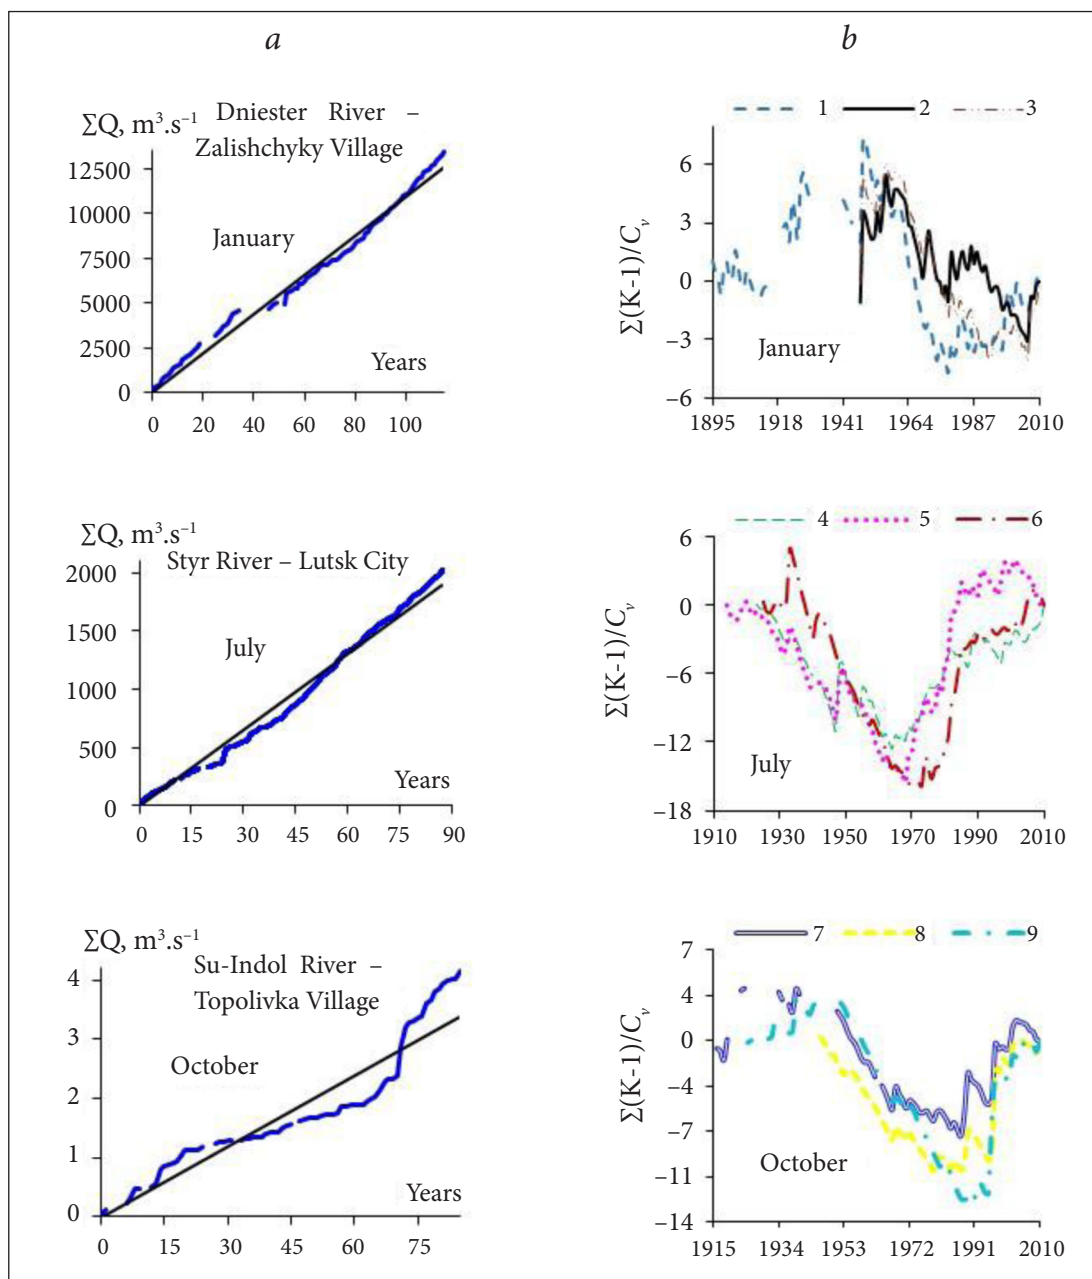 a
b
ΣQ, m³.s⁻¹
Dniester River –
Zalishchyky Village
12500
10000
7500
5000
2500
0
January
Years
0 20 40 60 80 100
1 2 3
Σ(K-1)/Cᵥ
6
3
0
–3
–6
January
1895 1918 1941 1964 1987 2010
ΣQ, m³.s⁻¹
Styr River – Lutsk City
2000
1500
1000
500
0
July
Years
0 15 30 45 60 75 90
4 5 6
Σ(K-1)/Cᵥ
6
0
–6
–12
–18
July
1910 1930 1950 1970 1990 2010
ΣQ, m³.s⁻¹
Su-Indol River –
Topolivka Village
4
3
2
1
0
October
Years
0 15 30 45 60 75
7 8 9
Σ(K-1)/Cᵥ
7
4
0
–4
–7
–11
–14
October
1915 1934 1953 1972 1991 2010